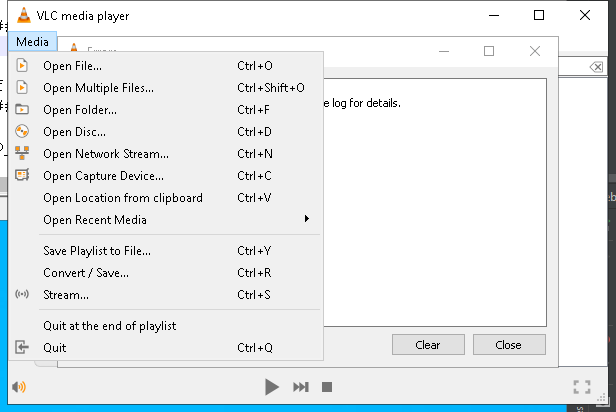 VLC media player
Media
Open File... Ctrl+O
Open Multiple Files... Ctrl+Shift+O
e log for details.
Open Folder... Ctrl+F
Open Disc... Ctrl+D
Open Network Stream... Ctrl+N
Open Capture Device... Ctrl+C
Open Location from clipboard Ctrl+V
Open Recent Media
Save Playlist to File... Ctrl+Y
Convert / Save... Ctrl+R
Stream... Ctrl+S
Quit at the end of playlist
Quit Ctrl+Q
Clear Close